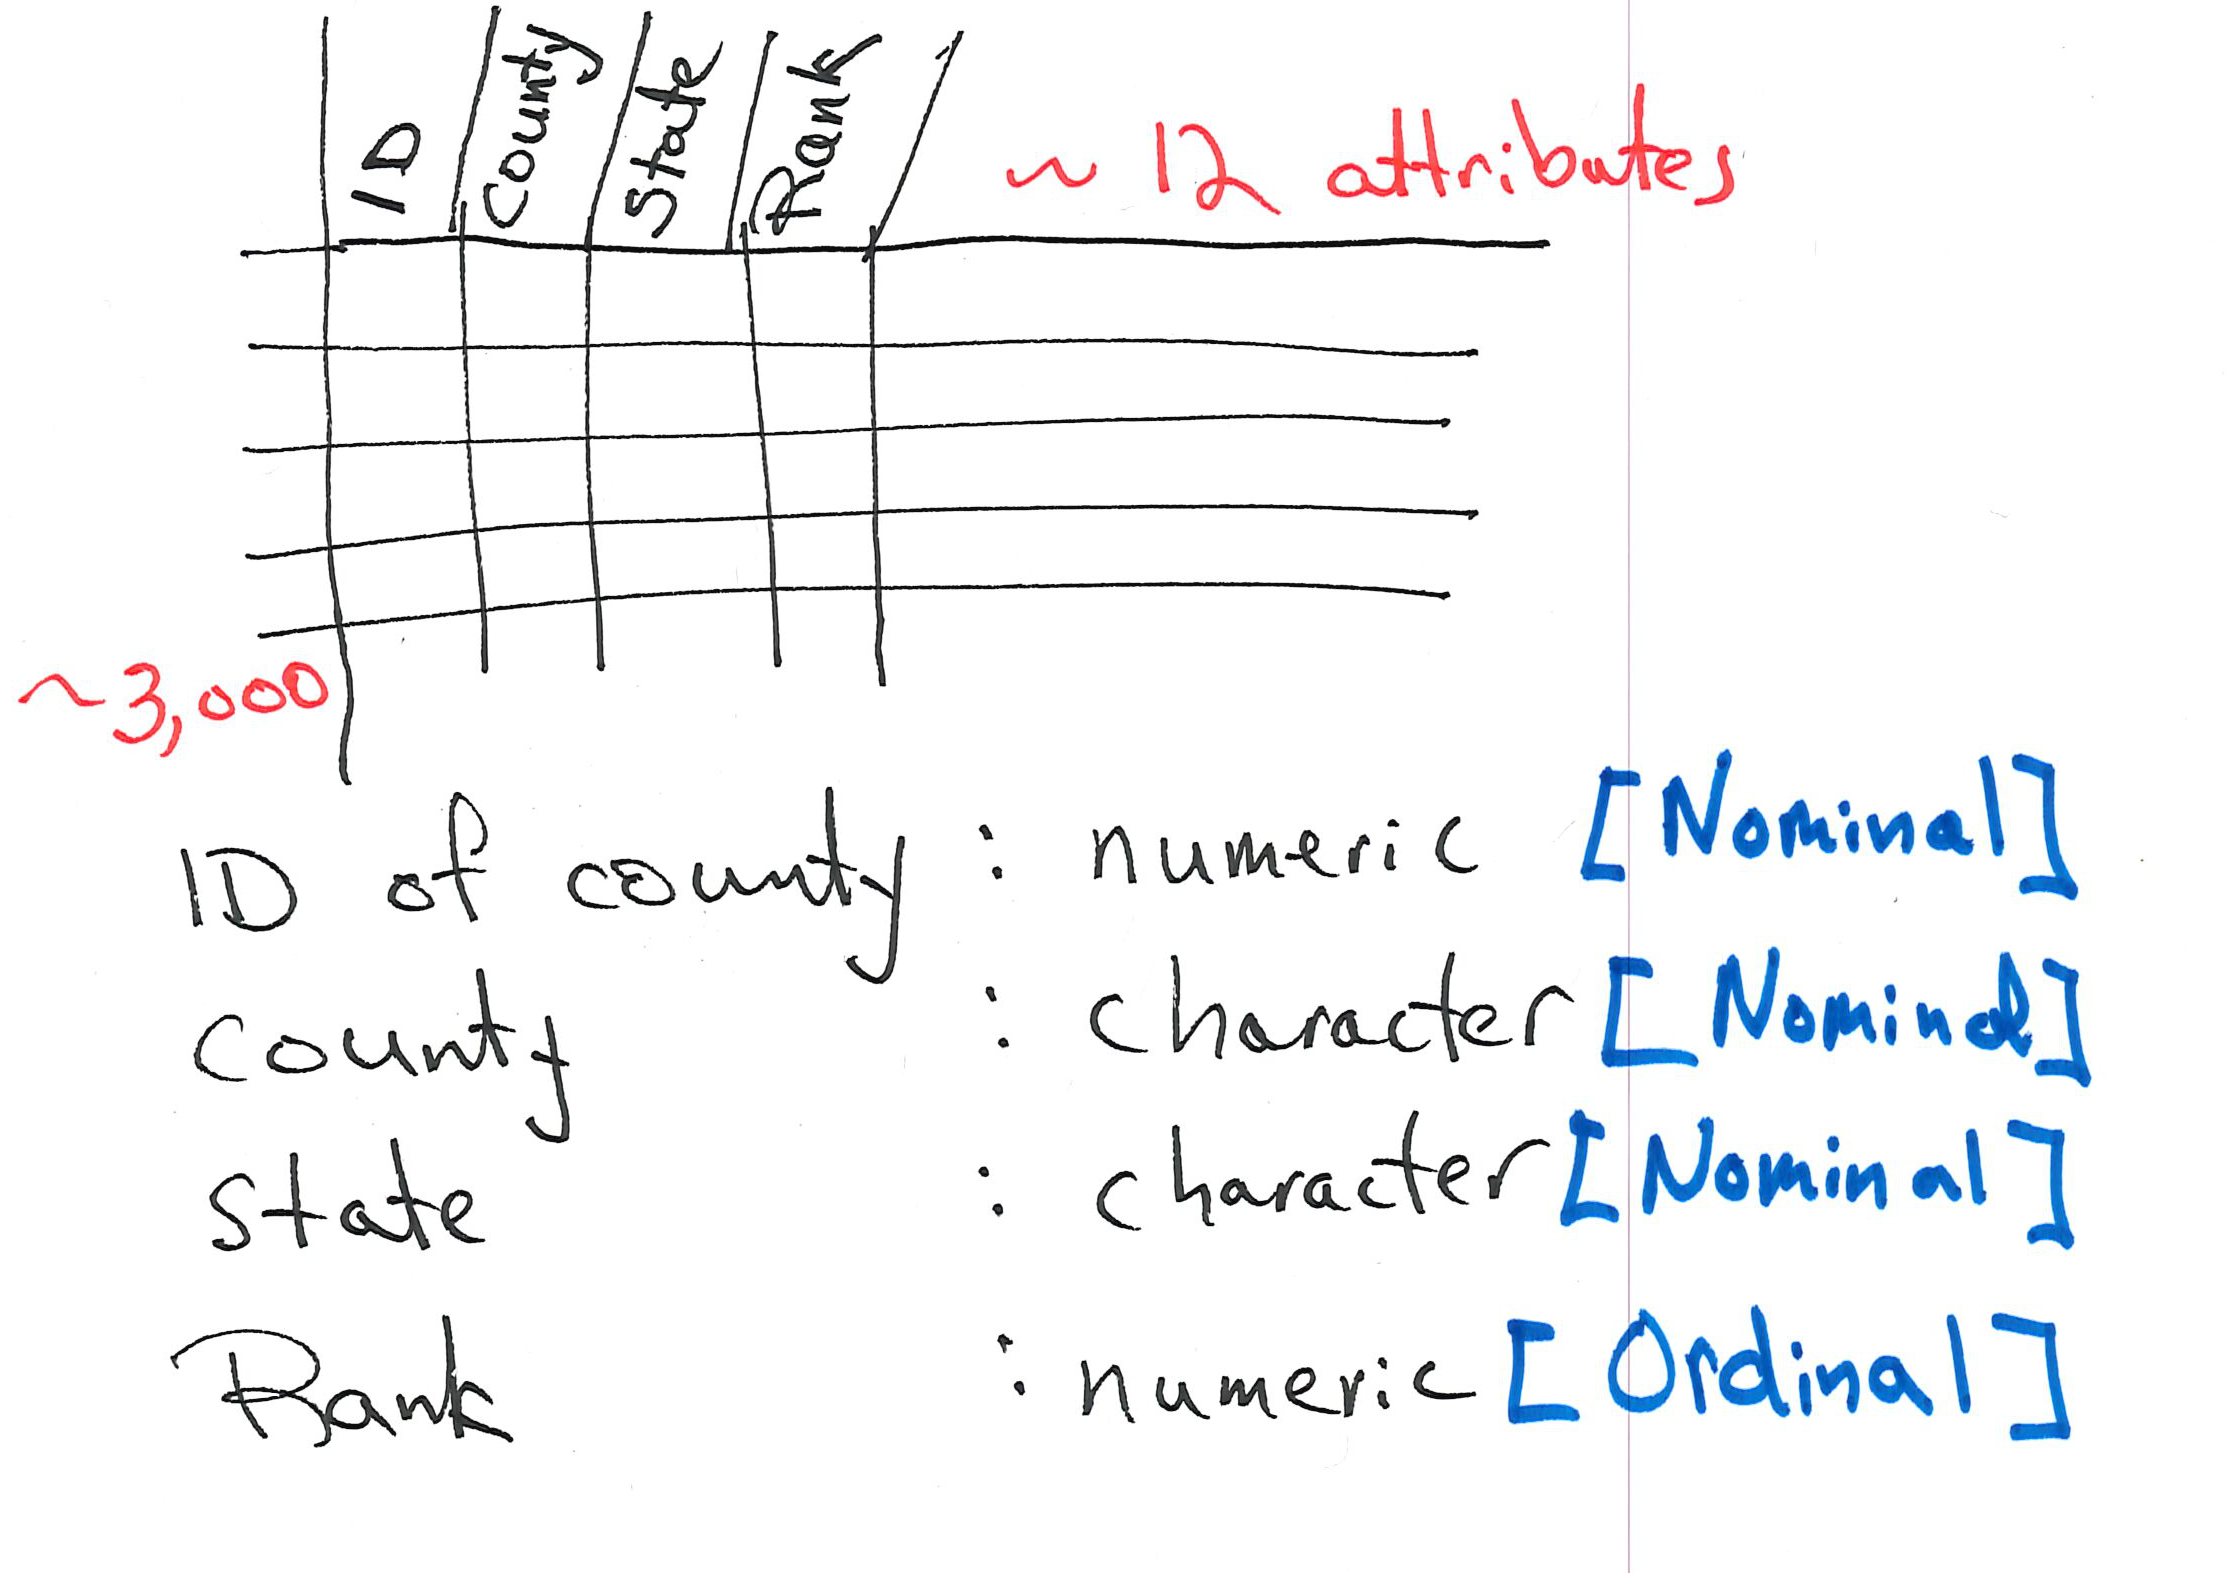 ID County State Rank ~ 12 attributes
~3,000
ID of county : numeric [Nominal]
County : character [Nominal]
State : character [Nominal]
Rank : numeric [Ordinal]